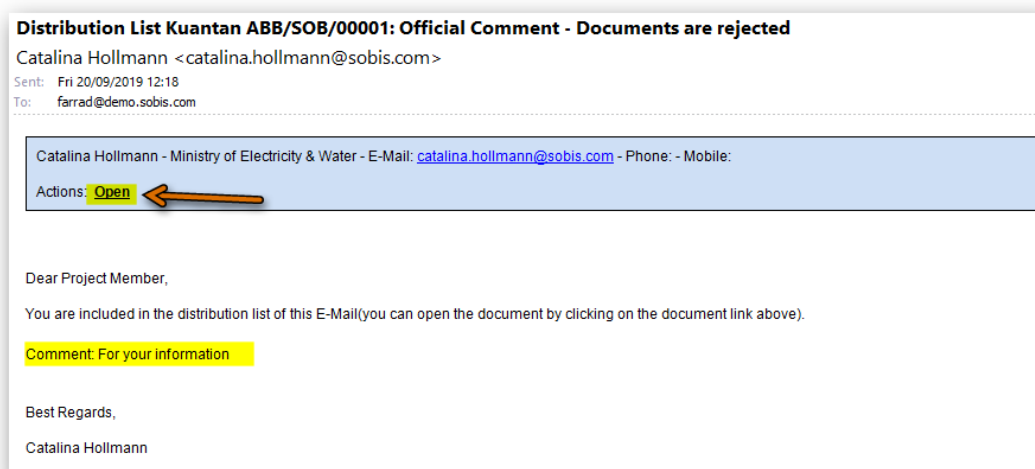 Distribution List Kuantan ABB/SOB/00001: Official Comment - Documents are rejected
Catalina Hollmann <catalina.hollmann@sobis.com>
Sent: Fri 20/09/2019 12:18
To: farrad@demo.sobis.com
Catalina Hollmann - Ministry of Electricity & Water - E-Mail: catalina.hollmann@sobis.com - Phone: - Mobile:
Actions: Open
Dear Project Member,
You are included in the distribution list of this E-Mail(you can open the document by clicking on the document link above).
Comment: For your information
Best Regards,
Catalina Hollmann